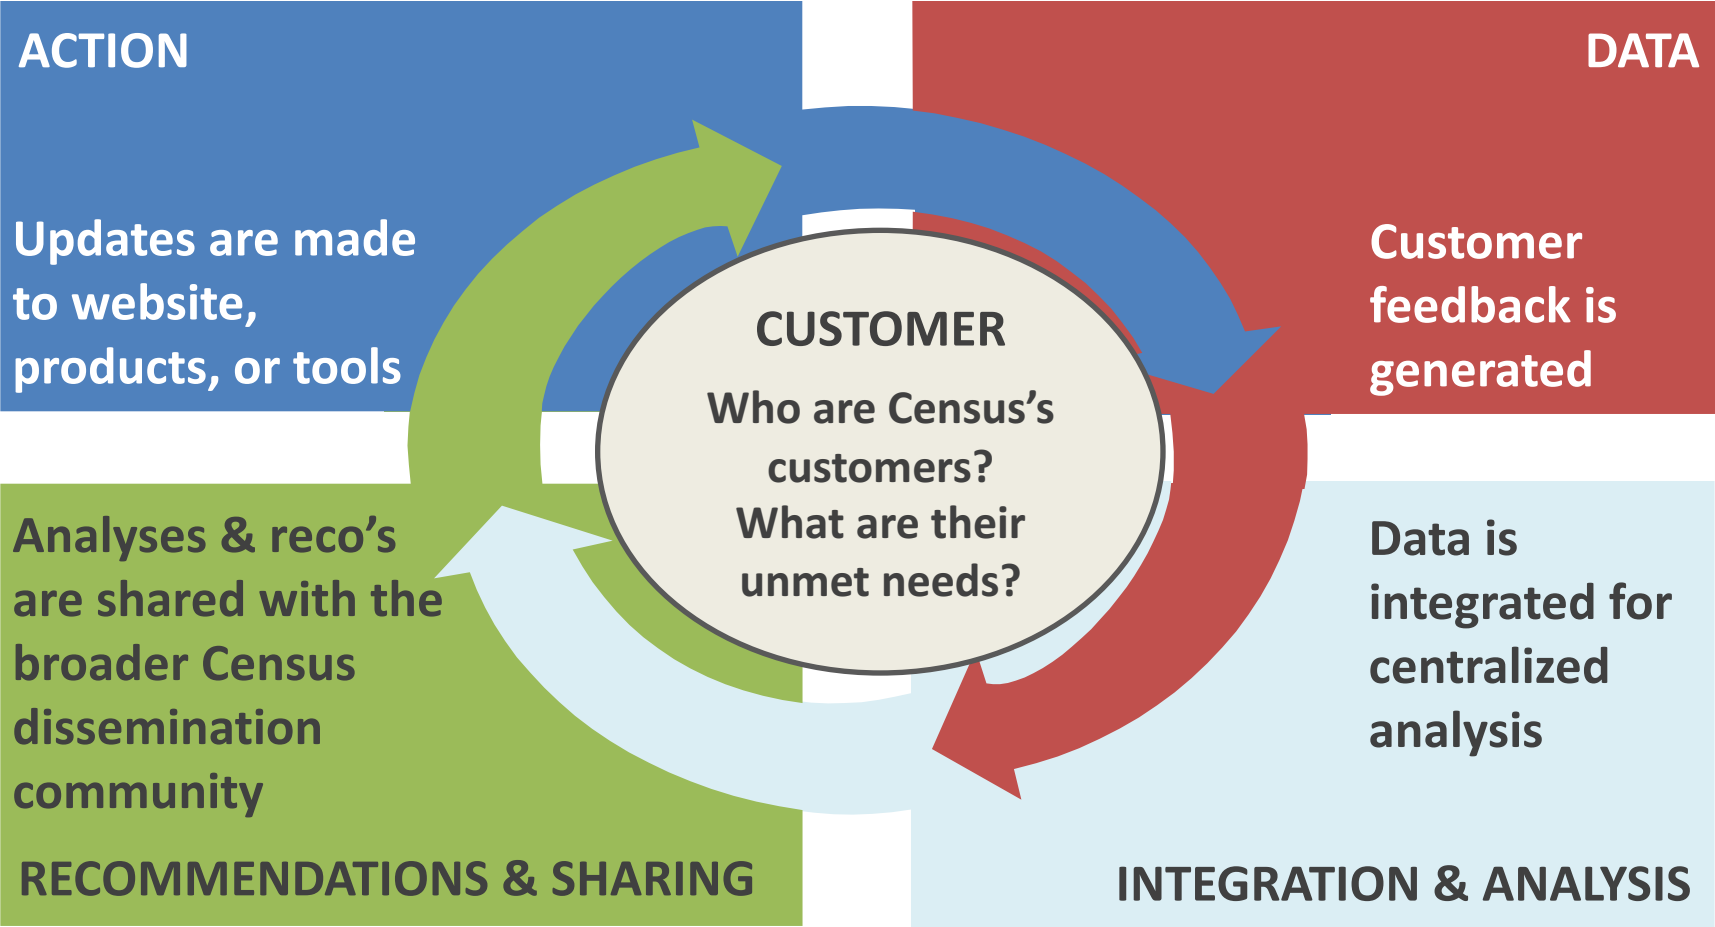 ACTION
Updates are made
to website,
products, or tools
DATA
Customer
feedback is
generated
CUSTOMER
Who are Census’s
customers?
What are their
unmet needs?
Analyses & reco’s
are shared with the
broader Census
dissemination
community
RECOMMENDATIONS & SHARING
Data is
integrated for
centralized
analysis
INTEGRATION & ANALYSIS